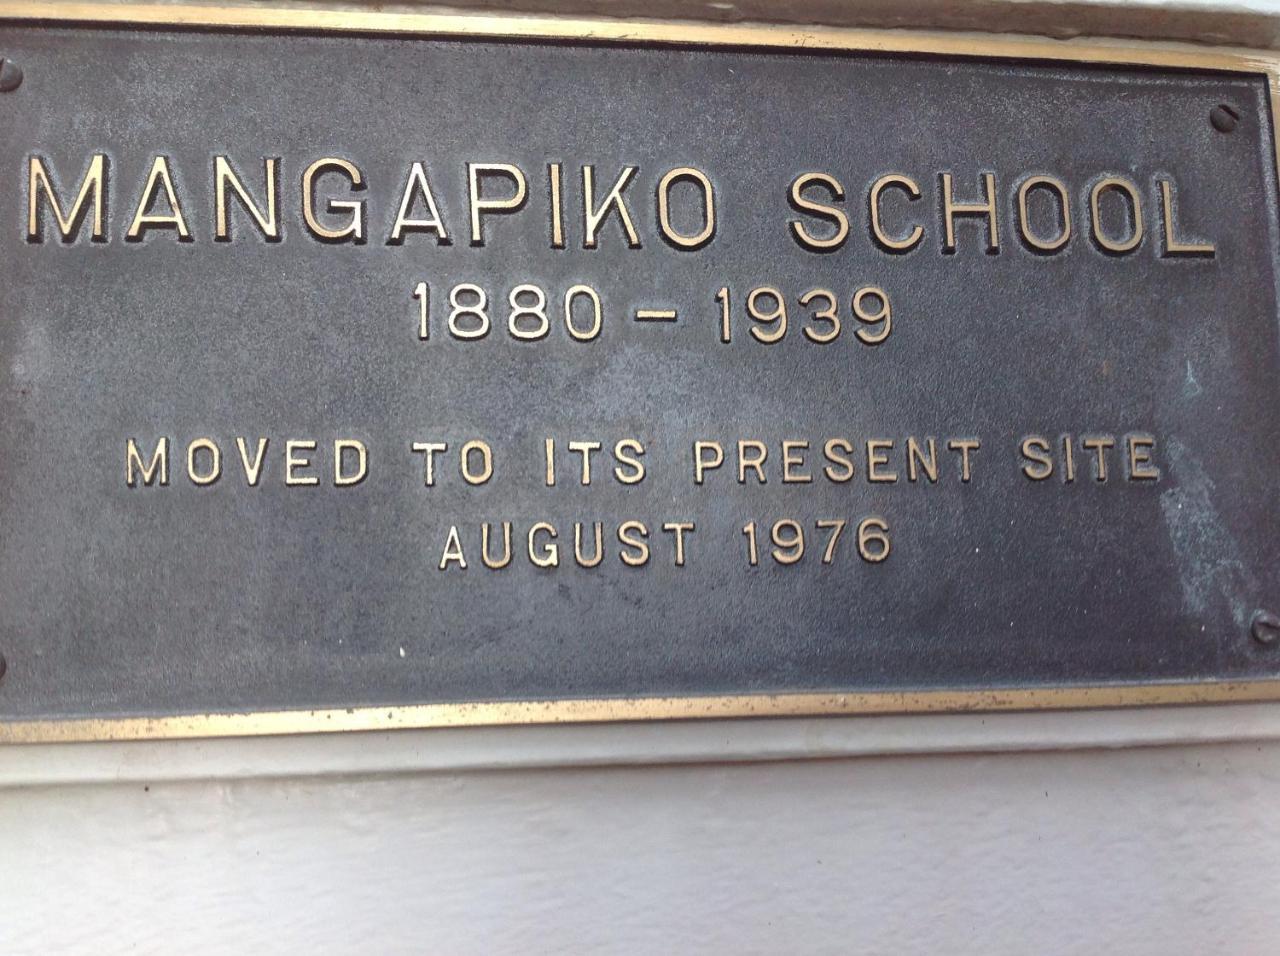 MANGAPIKO SCHOOL
1880 – 1939
MOVED TO ITS PRESENT SITE
AUGUST 1976